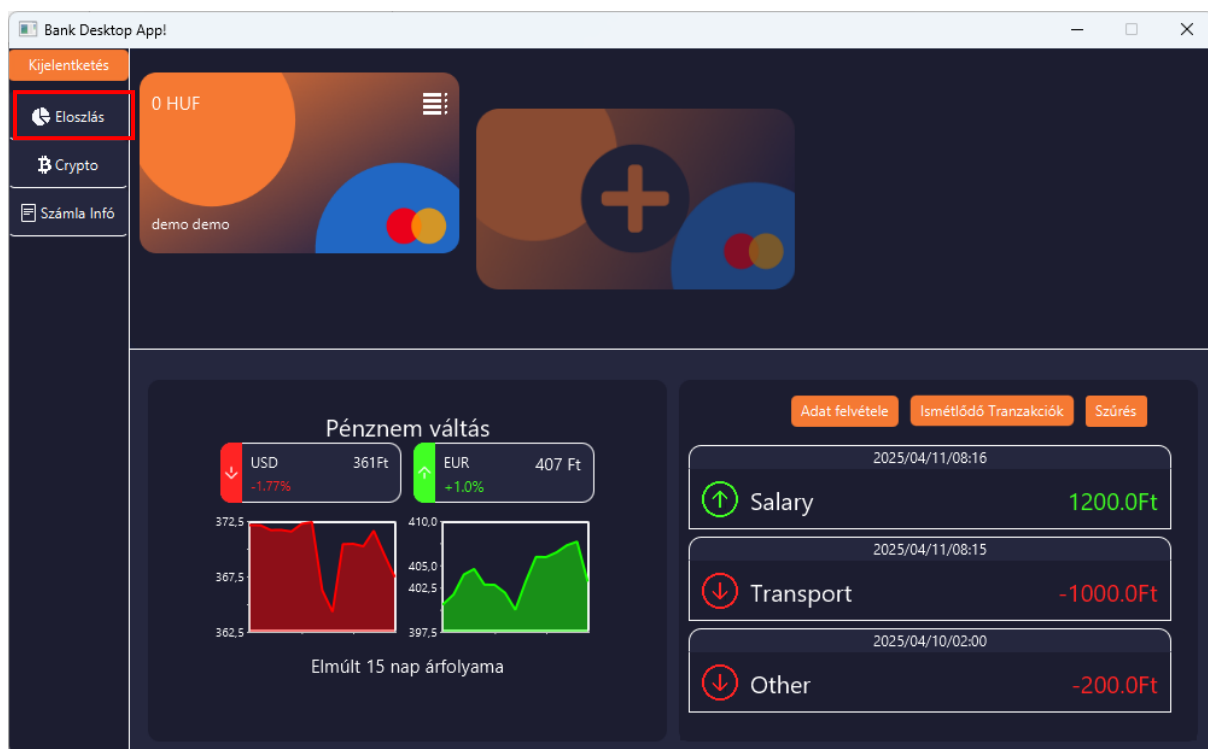 Bank Desktop App!
Kijelentketés
Eloszlás
Crypto
Számla Infó
0 HUF
demo demo
Pénznem váltás
USD 361Ft
-1.77%
EUR 407 Ft
+1.0%
372,5
367,5
362,5
410,0
405,0
402,5
397,5
Elmúlt 15 nap árfolyama
Adat felvétele Ismétlődő Tranzakciók Szűrés
2025/04/11/08:16
Salary 1200.0Ft
2025/04/11/08:15
Transport -1000.0Ft
2025/04/10/02:00
Other -200.0Ft